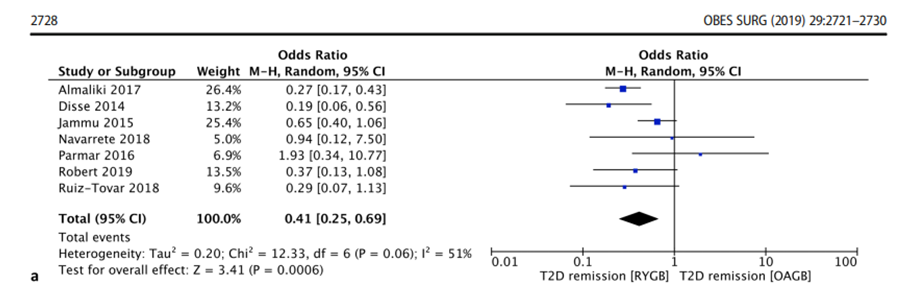 2728 OBES SURG (2019) 29:2721–2730
Odds Ratio Odds Ratio
Study or Subgroup Weight M–H, Random, 95% CI M–H, Random, 95% CI
Almaliki 2017 26.4% 0.27 [0.17, 0.43]
Disse 2014 13.2% 0.19 [0.06, 0.56]
Jammu 2015 25.4% 0.65 [0.40, 1.06]
Navarrete 2018 5.0% 0.94 [0.12, 7.50]
Parmar 2016 6.9% 1.93 [0.34, 10.77]
Robert 2019 13.5% 0.37 [0.13, 1.08]
Ruiz-Tovar 2018 9.6% 0.29 [0.07, 1.13]
Total (95% CI) 100.0% 0.41 [0.25, 0.69]
Total events
Heterogeneity: Tau² = 0.20; Chi² = 12.33, df = 6 (P = 0.06); I² = 51%
0.01 0.1 1 10 100
a Test for overall effect: Z = 3.41 (P = 0.0006)
T2D remission [RYGB] T2D remission [OAGB]